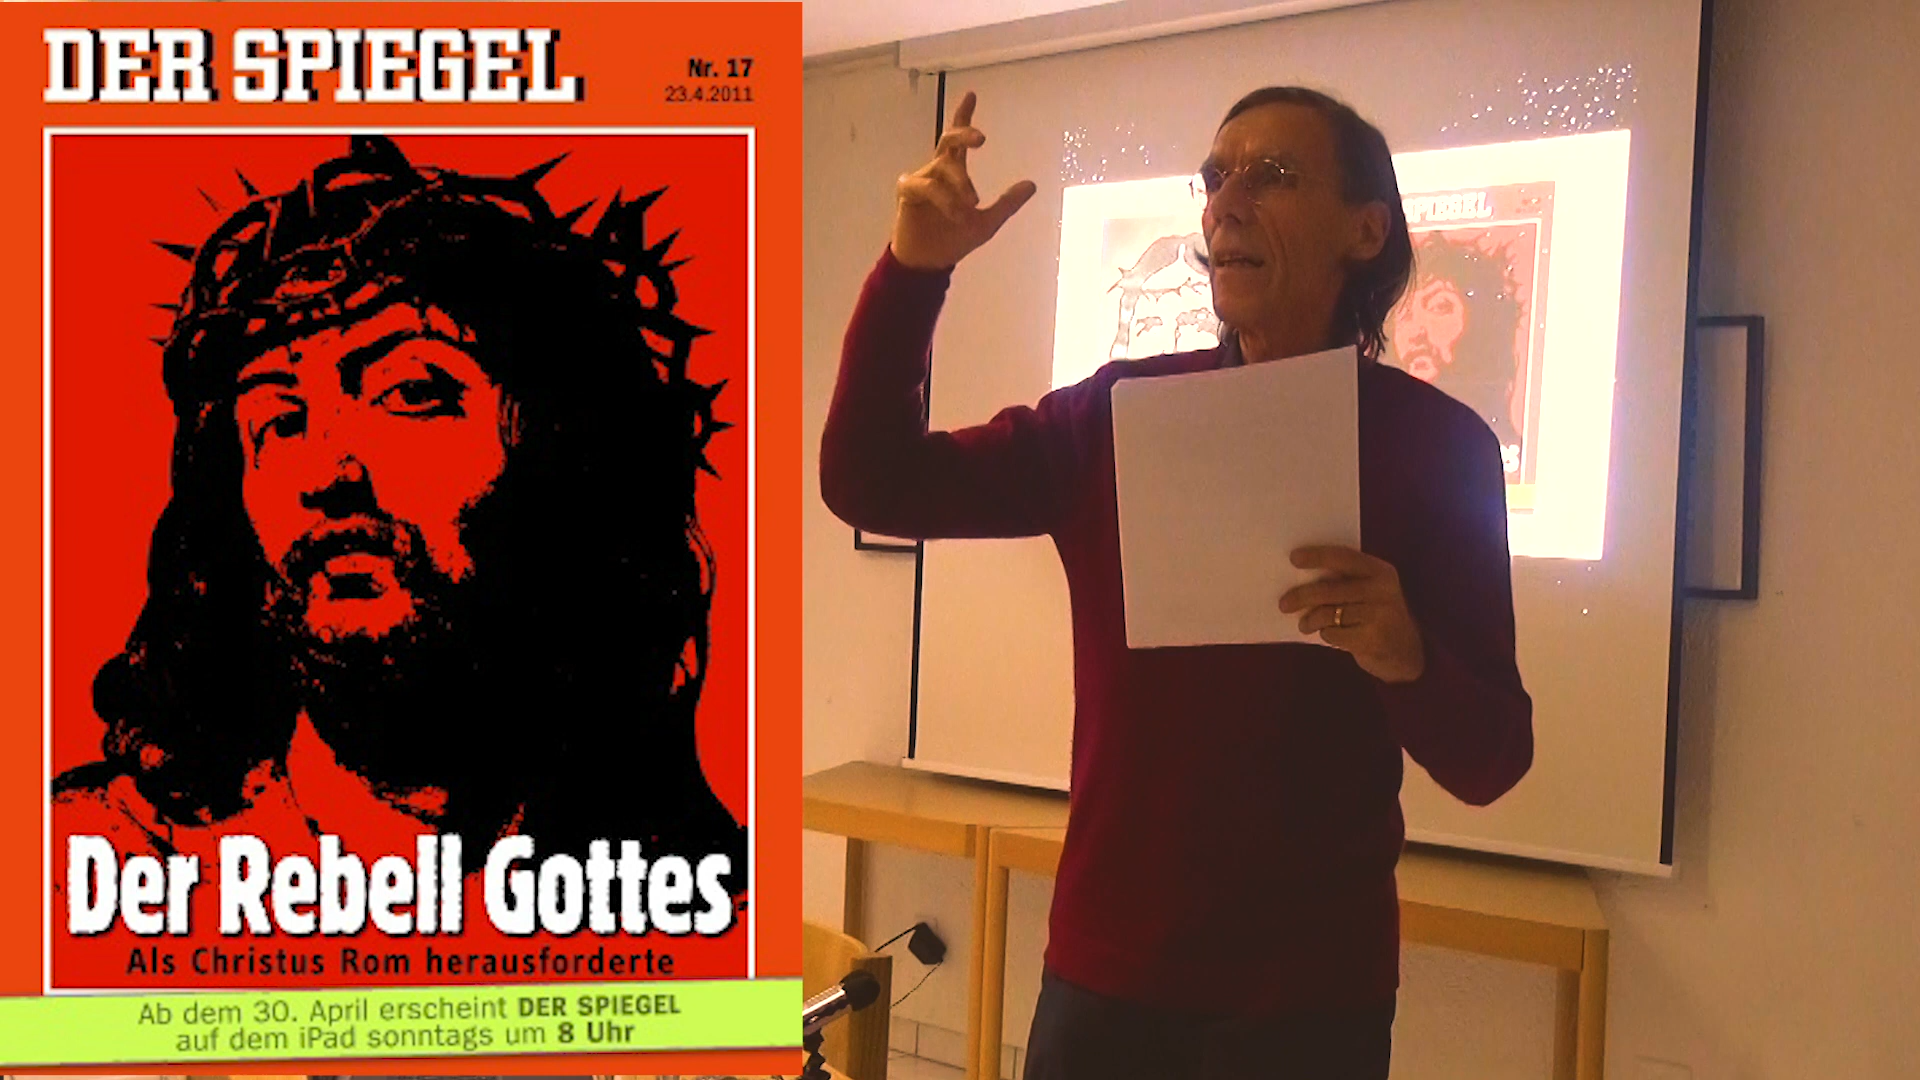 DER SPIEGEL
Nr. 17
23.4.2011
Der Rebell Gottes
Als Christus Rom herausforderte
Ab dem 30. April erscheint DER SPIEGEL
auf dem iPad sonntags um 8 Uhr
SPIEGEL